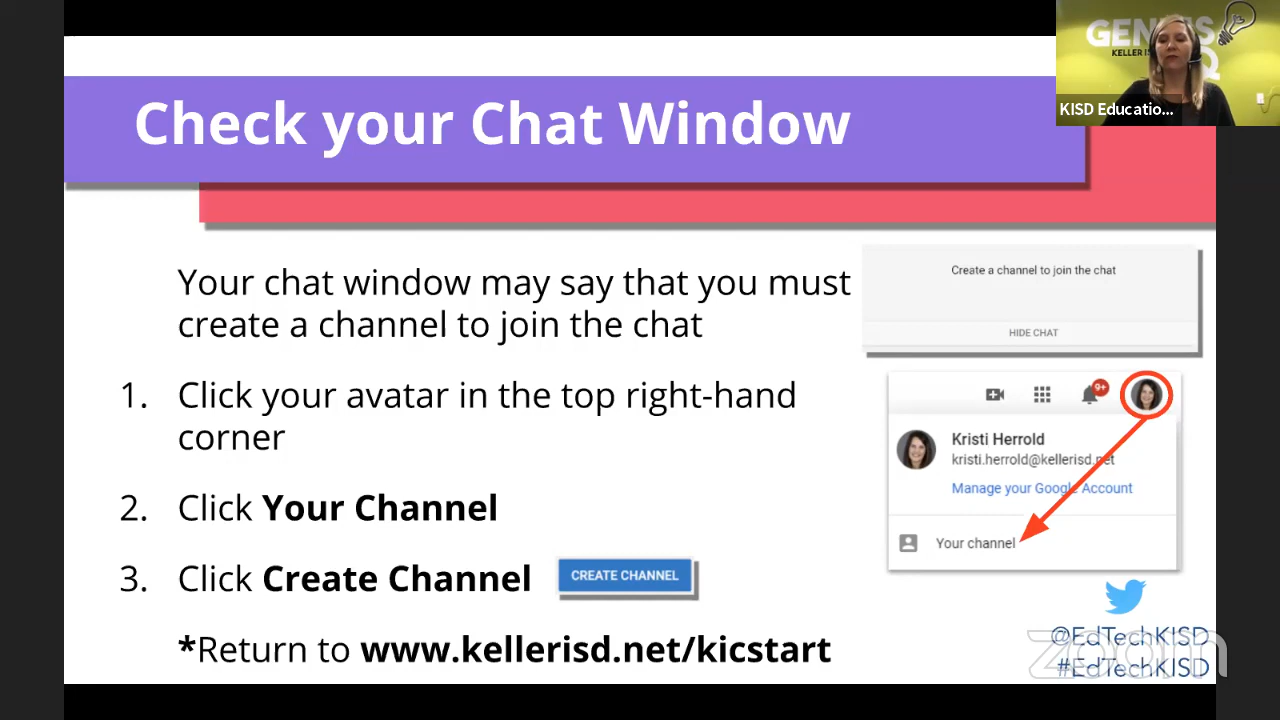 GENIUS
KELLER IS
KISD Educatio...
Check your Chat Window
Your chat window may say that you must
create a channel to join the chat
1. Click your avatar in the top right-hand
corner
2. Click Your Channel
3. Click Create Channel
CREATE CHANNEL
*Return to www.kellerisd.net/kicstart
Create a channel to join the chat
HIDE CHAT
9+
Kristi Herrold
kristi.herrold@kellerisd.net
Manage your Google Account
Your channel
@EdTechKISD
#EdTechKISD
zoom